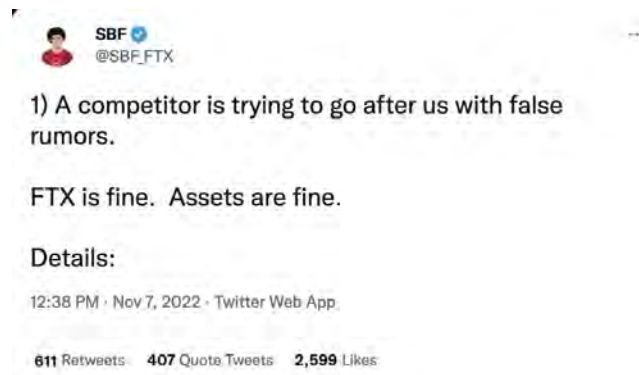 SBF
@SBF_FTX
1) A competitor is trying to go after us with false
rumors.
FTX is fine. Assets are fine.
Details:
12:38 PM · Nov 7, 2022 · Twitter Web App
611 Retweets 407 Quote Tweets 2,599 Likes